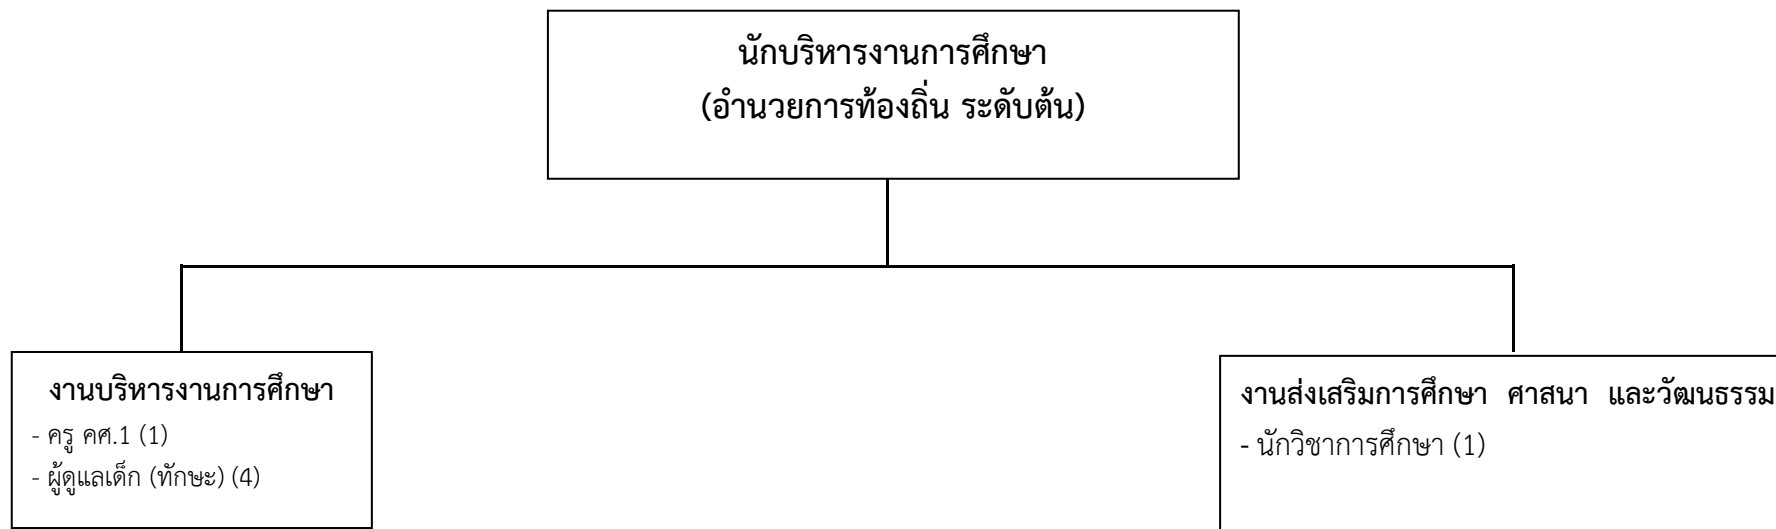 นักบริหารงานการศึกษา
(อำนวยการท้องถิ่น ระดับต้น)
งานบริหารงานการศึกษา
- ครู คศ.1 (1)
- ผู้ดูแลเด็ก (ทักษะ) (4)
งานส่งเสริมการศึกษา ศาสนา และวัฒนธรรม
- นักวิชาการศึกษา (1)